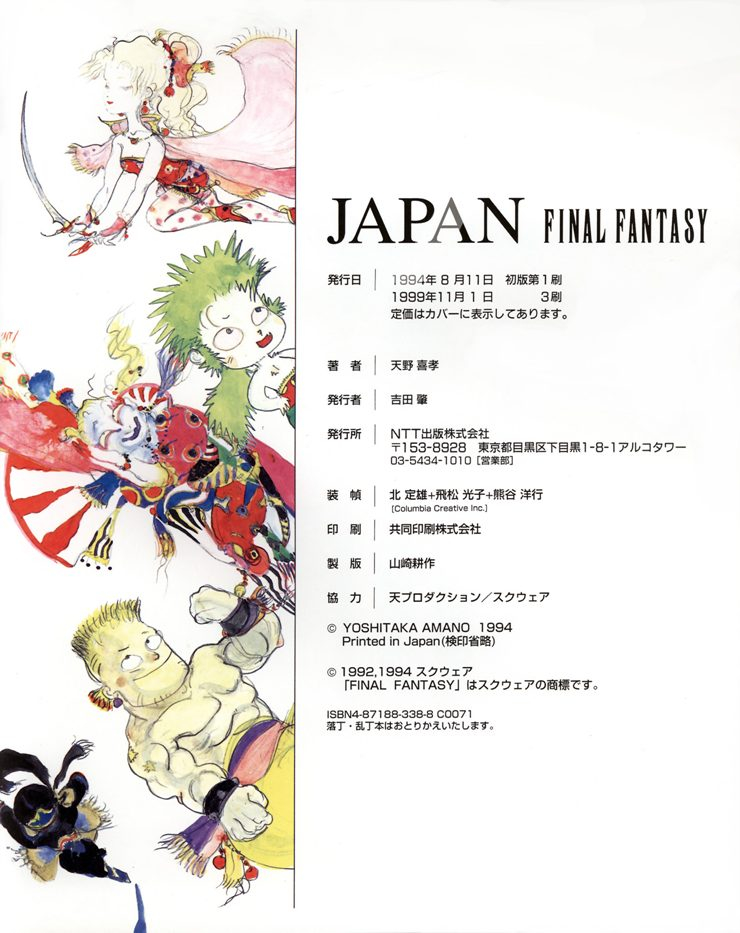 JAPAN FINAL FANTASY
発行日 1994年 8 月11日 初版第1刷
1999年11月 1 日 3刷
定価はカバーに表示してあります。
著 者 天野 喜孝
発行者 吉田 肇
発行所 NTT出版株式会社
〒153-8928 東京都目黒区下目黒1-8-1アルコタワー
03-5434-1010[営業部]
装 幀 北 定雄+飛松 光子+熊谷 洋行
[Columbia Creative Inc.]
印 刷 共同印刷株式会社
製 版 山崎耕作
協 力 天プロダクション／スクウェア
© YOSHITAKA AMANO 1994
Printed in Japan(検印省略)
© 1992,1994 スクウェア
「FINAL FANTASY」はスクウェアの商標です。
ISBN4-87188-338-8 C0071
落丁・乱丁本はおとりかえいたします。